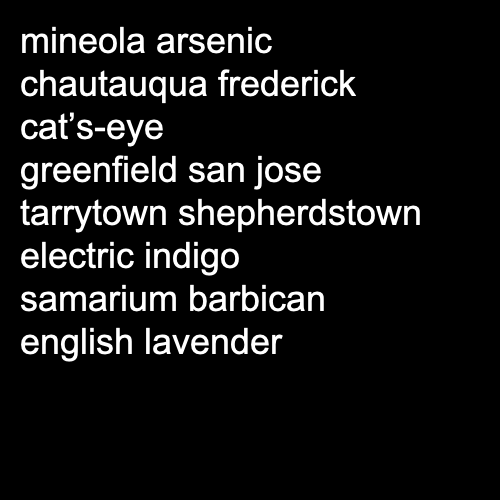 mineola arsenic
chautauqua frederick
cat’s-eye
greenfield san jose
tarrytown shepherdstown
electric indigo
samarium barbican
english lavender